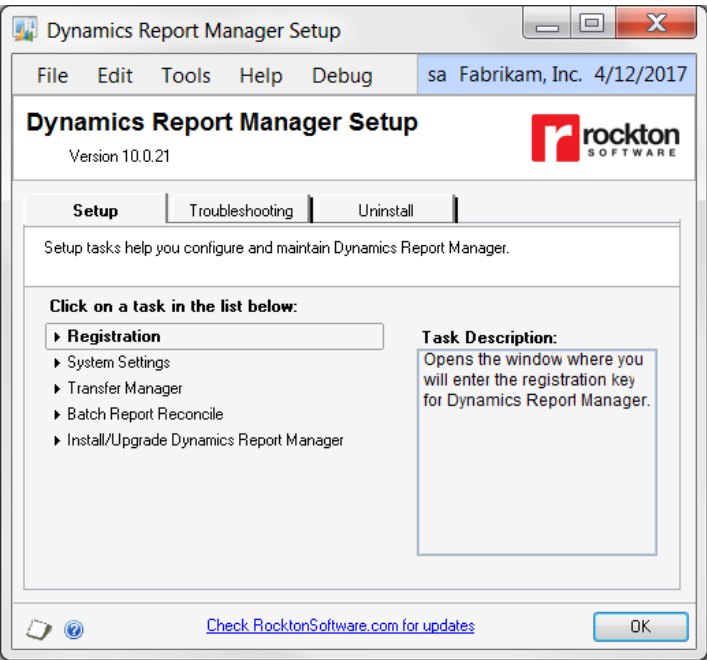 Dynamics Report Manager Setup
File Edit Tools Help Debug sa Fabrikam, Inc. 4/12/2017
Dynamics Report Manager Setup
Version 10.0.21
rockton
SOFTWARE
Setup Troubleshooting Uninstall
Setup tasks help you configure and maintain Dynamics Report Manager.
Click on a task in the list below:
Registration
System Settings
Transfer Manager
Batch Report Reconcile
Install/Upgrade Dynamics Report Manager
Task Description:
Opens the window where you
will enter the registration key
for Dynamics Report Manager.
Check RocktonSoftware.com for updates
OK